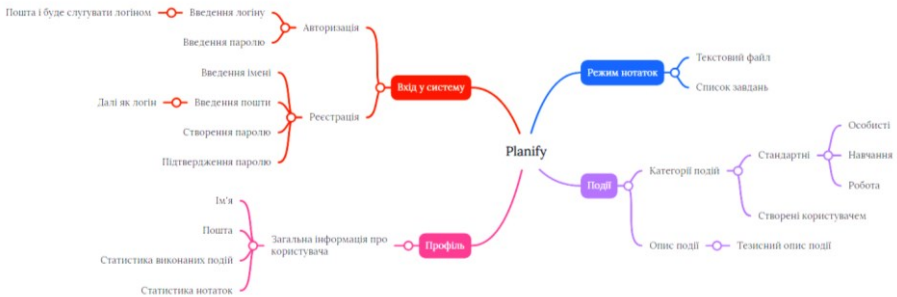 Planify
Вхід у систему
Авторизація
Введення логіну
Пошта і буде слугувати логіном
Введення паролю
Реєстрація
Введення імені
Введення пошти
Далі як логін
Створення паролю
Підтвердження паролю
Профіль
Загальна інформація про
користувача
Ім'я
Пошта
Статистика виконаних подій
Статистика нотаток
Режим нотаток
Текстовий файл
Список завдань
Події
Категорії подій
Стандартні
Особисті
Навчання
Робота
Створені користувачем
Опис події
Тезисний опис події